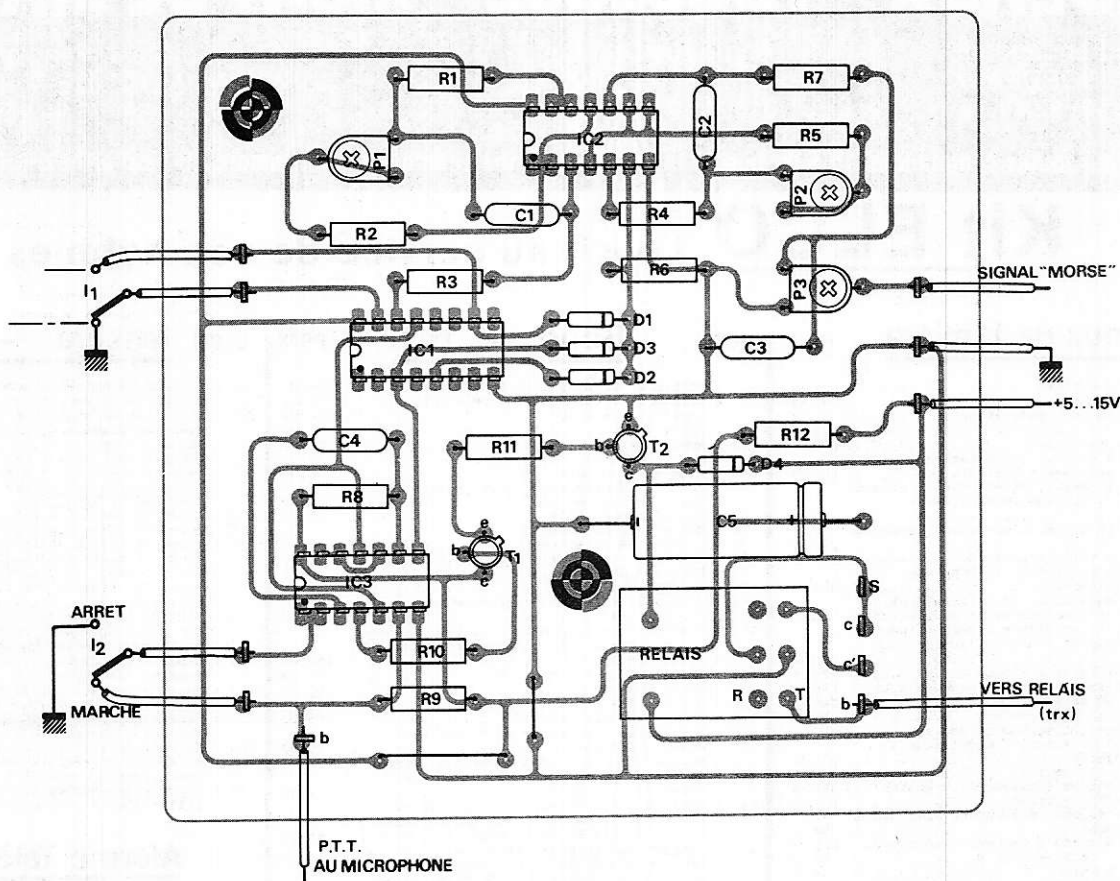 R1
R7
IC2
C2
R5
P1
P2
C1
R4
R2
R6
R3
P3
SIGNAL "MORSE"
I1
D1
IC1
D3
C3
D2
+5...15V
e
R12
C4
R11
b
T2
c
D4
R8
- C5 +
e
b
T1
c
IC3
S
ARRET
c
I2
R10
RELAIS
c'
MARCHE
R9
R
T
b
VERS RELAIS
(trx)
b
P.T.T.
AU MICROPHONE